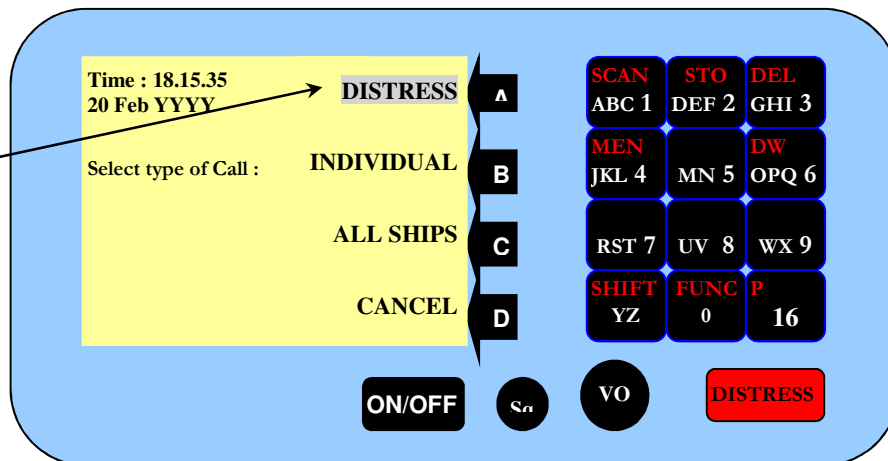 Time : 18.15.35
20 Feb YYYY
Select type of Call :
DISTRESS
INDIVIDUAL
ALL SHIPS
CANCEL
A
B
C
D
SCAN STO DEL
ABC 1 DEF 2 GHI 3
MEN DW
JKL 4 MN 5 OPQ 6
RST 7 UV 8 WX 9
SHIFT FUNC P
YZ 0 16
ON/OFF
Sq
VO
DISTRESS